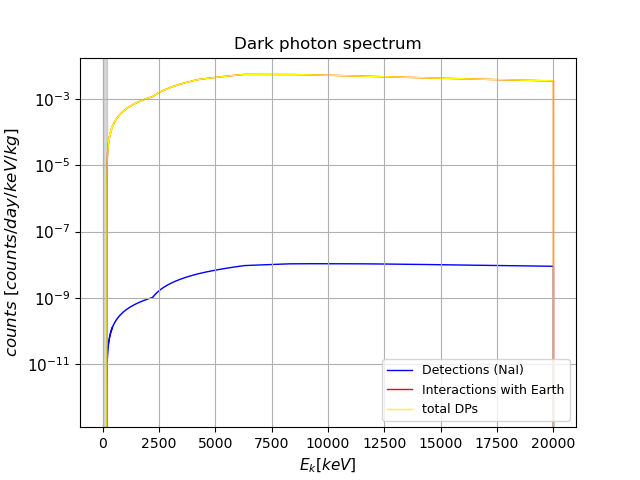 Dark photon spectrum
counts [counts/day/keV/kg]
10⁻³
10⁻⁵
10⁻⁷
10⁻⁹
10⁻¹¹
Detections (NaI)
Interactions with Earth
total DPs
0 2500 5000 7500 10000 12500 15000 17500 20000
Eₖ[keV]